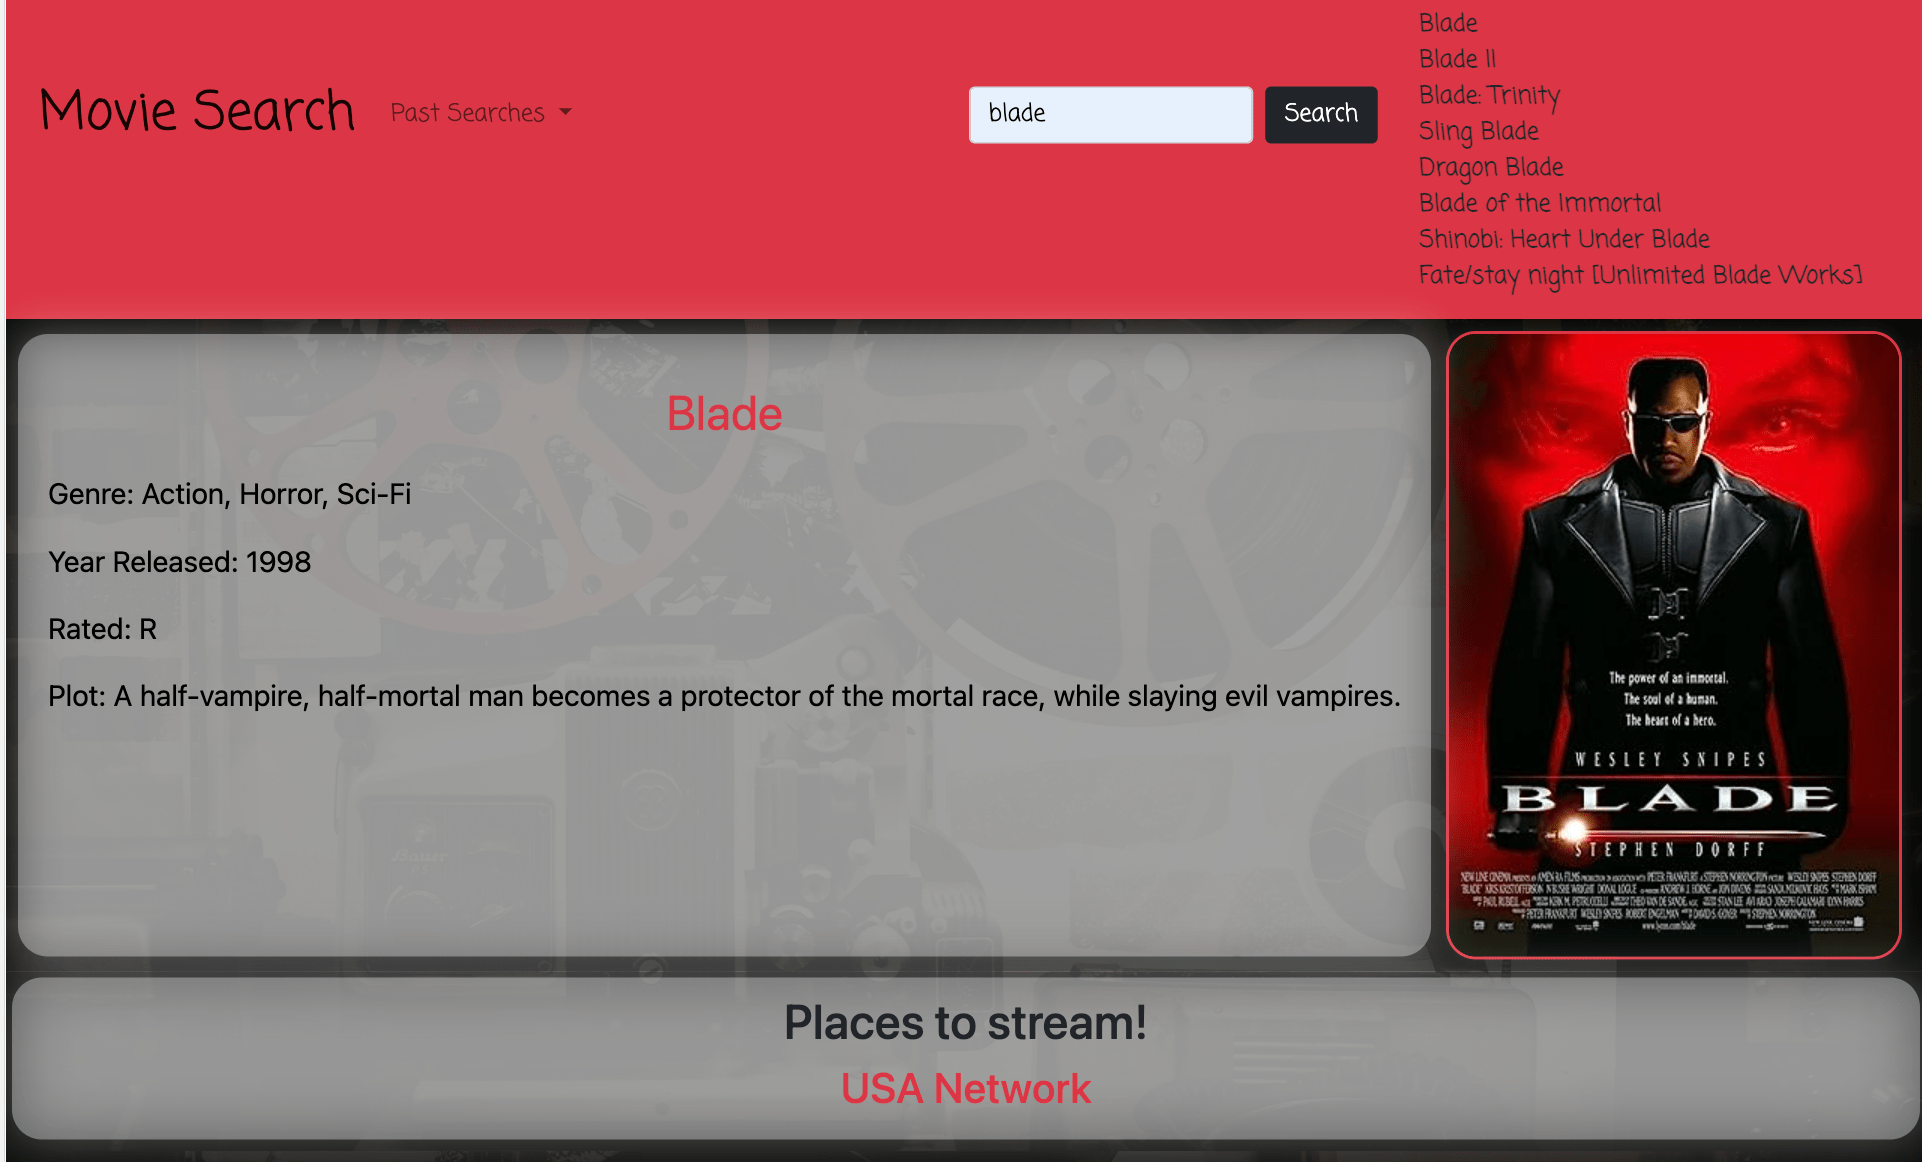 Movie Search
Past Searches
blade
Search
Blade
Blade II
Blade: Trinity
Sling Blade
Dragon Blade
Blade of the Immortal
Shinobi: Heart Under Blade
Fate/stay night [Unlimited Blade Works]
Blade
Genre: Action, Horror, Sci-Fi
Year Released: 1998
Rated: R
Plot: A half-vampire, half-mortal man becomes a protector of the mortal race, while slaying evil vampires.
The power of an immortal.
The soul of a human.
The heart of a hero.
WESLEY SNIPES
BLADE
STEPHEN DORFF
Places to stream!
USA Network